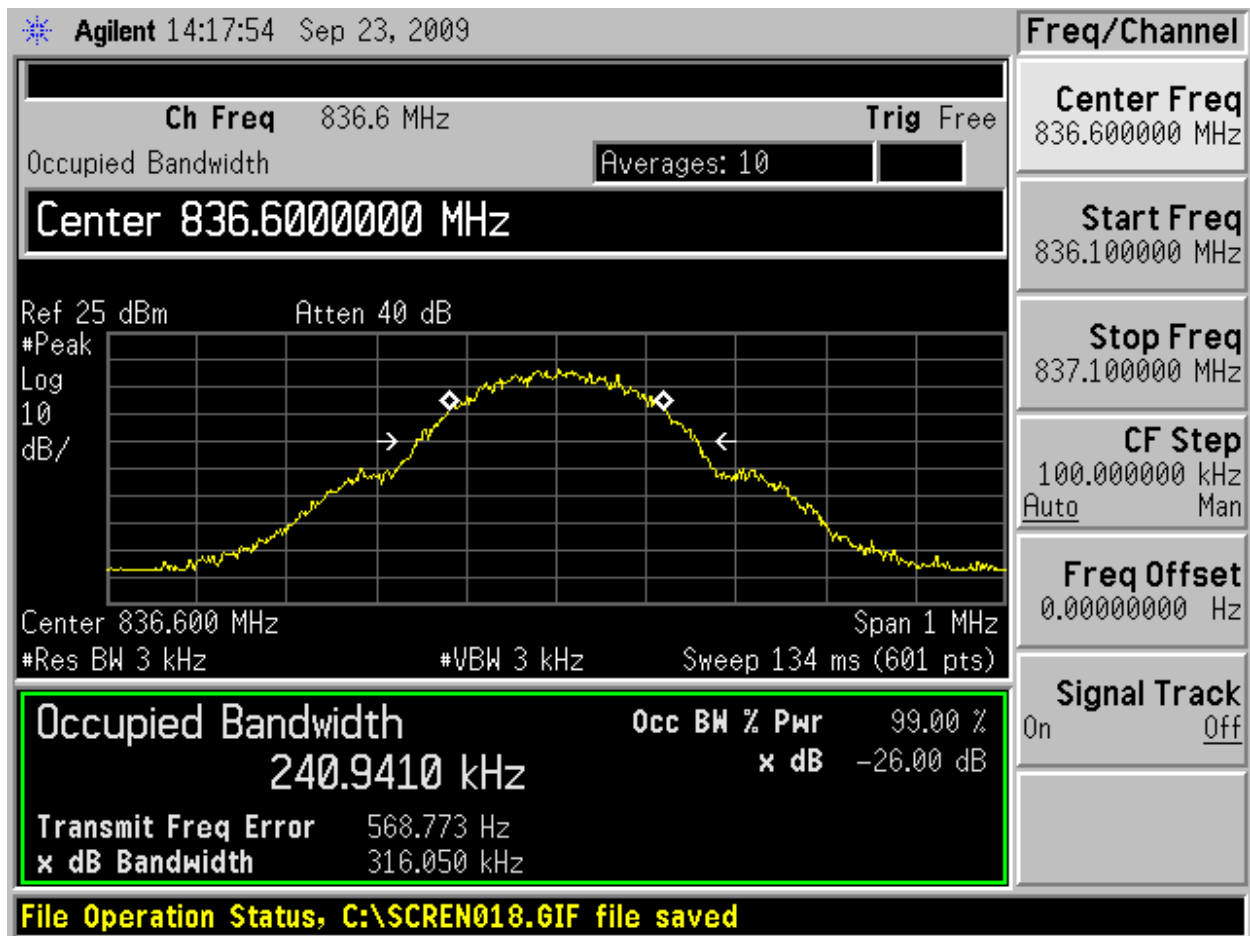 Agilent 14:17:54 Sep 23, 2009
Freq/Channel
Ch Freq 836.6 MHz Trig Free
Occupied Bandwidth Averages: 10
Center 836.6000000 MHz
Ref 25 dBm Atten 40 dB
#Peak
Log
10
dB/
Center 836.600 MHz Span 1 MHz
#Res BW 3 kHz #VBW 3 kHz Sweep 134 ms (601 pts)
Occupied Bandwidth Occ BW % Pwr 99.00 %
240.9410 kHz x dB -26.00 dB
Transmit Freq Error 568.773 Hz
x dB Bandwidth 316.050 kHz
File Operation Status, C:\SCREN018.GIF file saved
Center Freq
836.600000 MHz
Start Freq
836.100000 MHz
Stop Freq
837.100000 MHz
CF Step
100.000000 kHz
Auto Man
Freq Offset
0.00000000 Hz
Signal Track
On Off